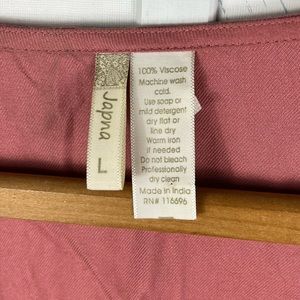 Japna
L
100% Viscose
Machine wash
cold.
Use soap or
mild detergent
dry flat or
line dry
Warm iron
if needed
Do not bleach
Professionally
dry clean
Made in India
RN# 116696